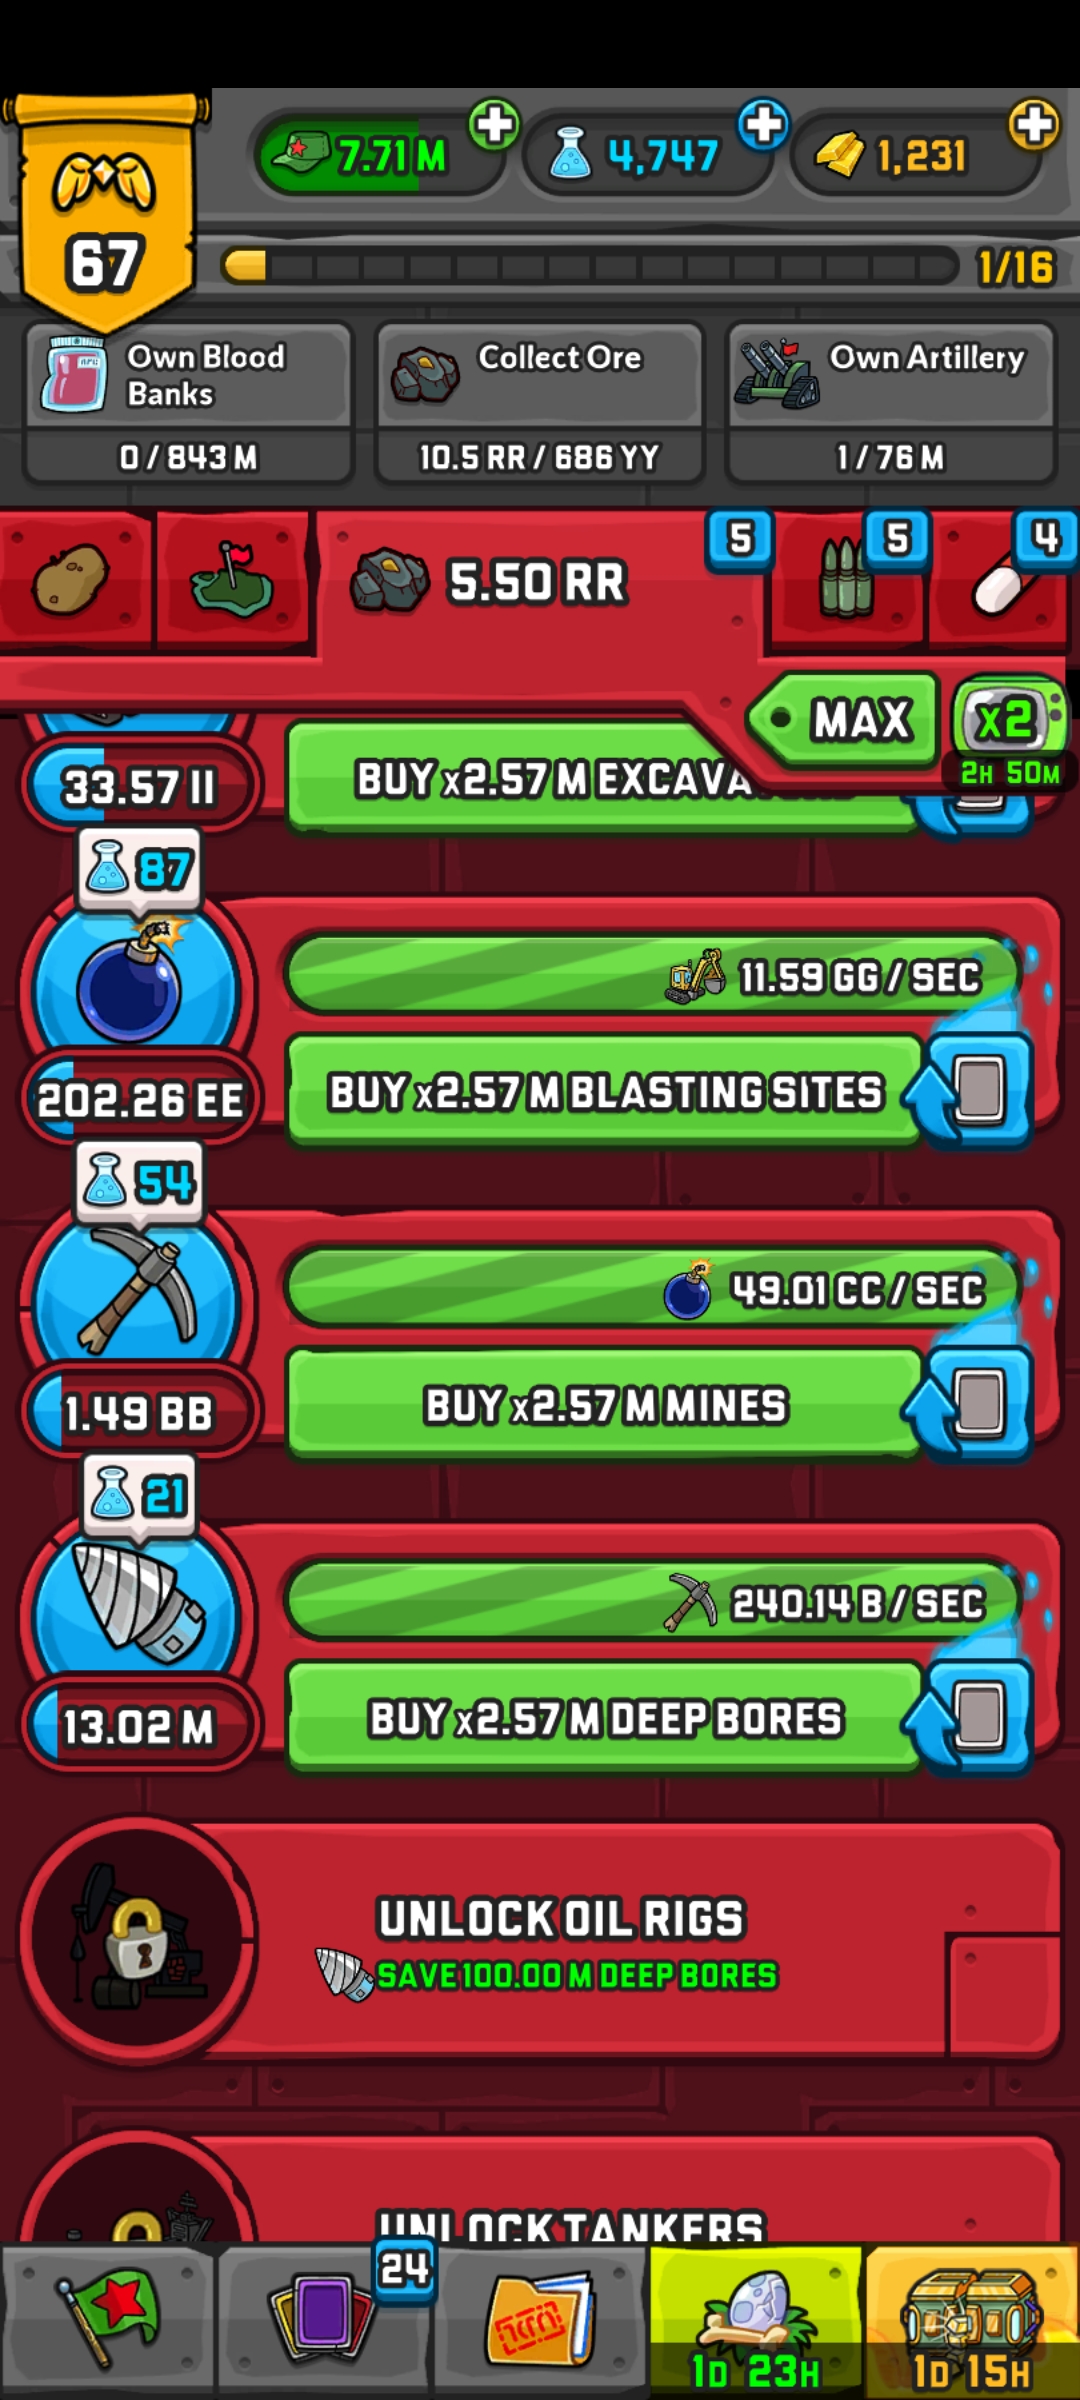 7.71 M
4,747
1,231
67
1/16
Own Blood
Banks
Collect Ore
Own Artillery
0 / 843 M
10.5 RR / 686 YY
1 / 76 M
5
5
4
5.50 RR
MAX
x2
2H 50M
33.57 II
BUY x2.57 M EXCAVA
87
11.59 GG / SEC
202.26 EE
BUY x2.57 M BLASTING SITES
54
49.01 CC / SEC
1.49 BB
BUY x2.57 M MINES
21
240.14 B / SEC
13.02 M
BUY x2.57 M DEEP BORES
UNLOCK OIL RIGS
SAVE 100.00 M DEEP BORES
UNLOCK TANKERS
24
1D 23H
1D 15H